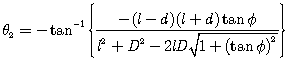 θ₂ = −tan⁻¹ { −(l − d)(l + d) tan ϕ / l² + D² − 2lD√1 + (tan ϕ)² }